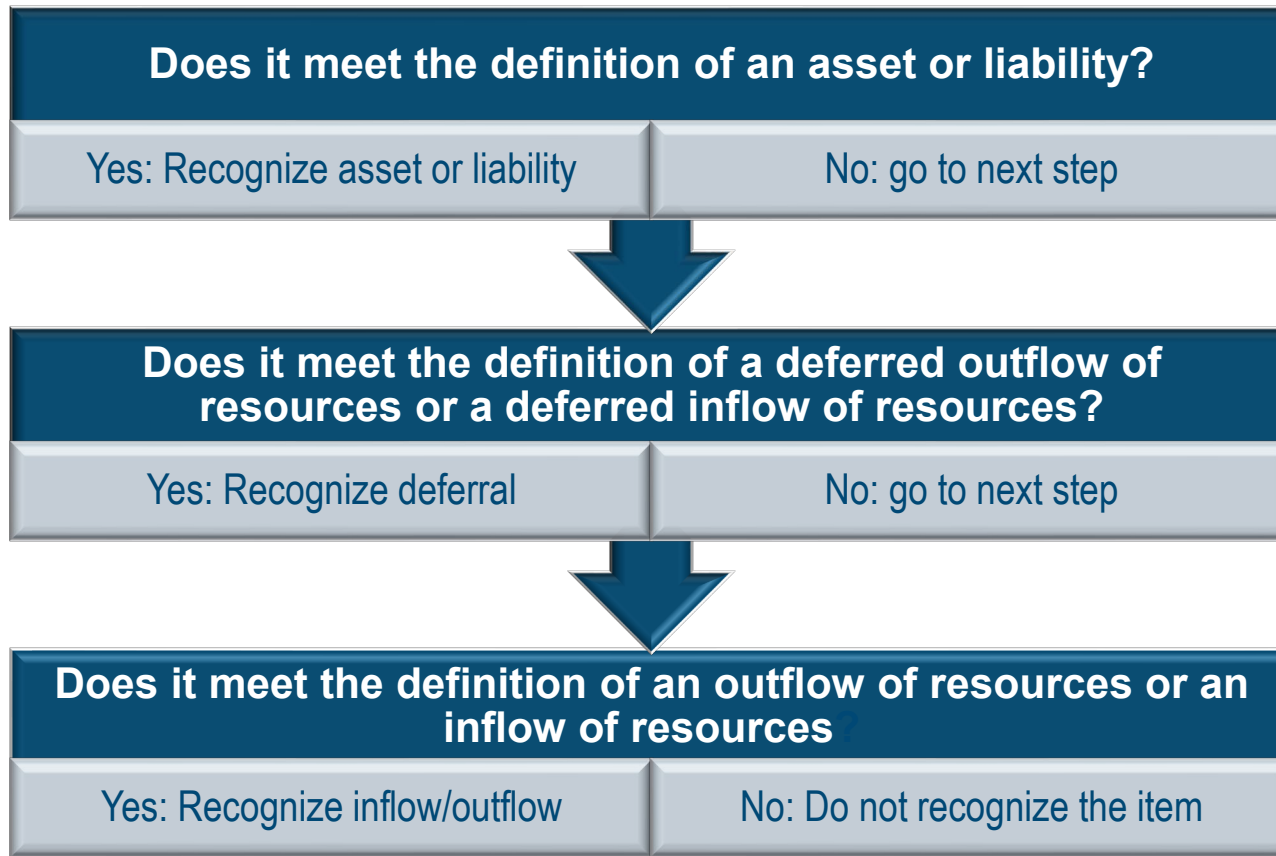 Does it meet the definition of an asset or liability?
Yes: Recognize asset or liability
No: go to next step
Does it meet the definition of a deferred outflow of
resources or a deferred inflow of resources?
Yes: Recognize deferral
No: go to next step
Does it meet the definition of an outflow of resources or an
inflow of resources?
Yes: Recognize inflow/outflow
No: Do not recognize the item